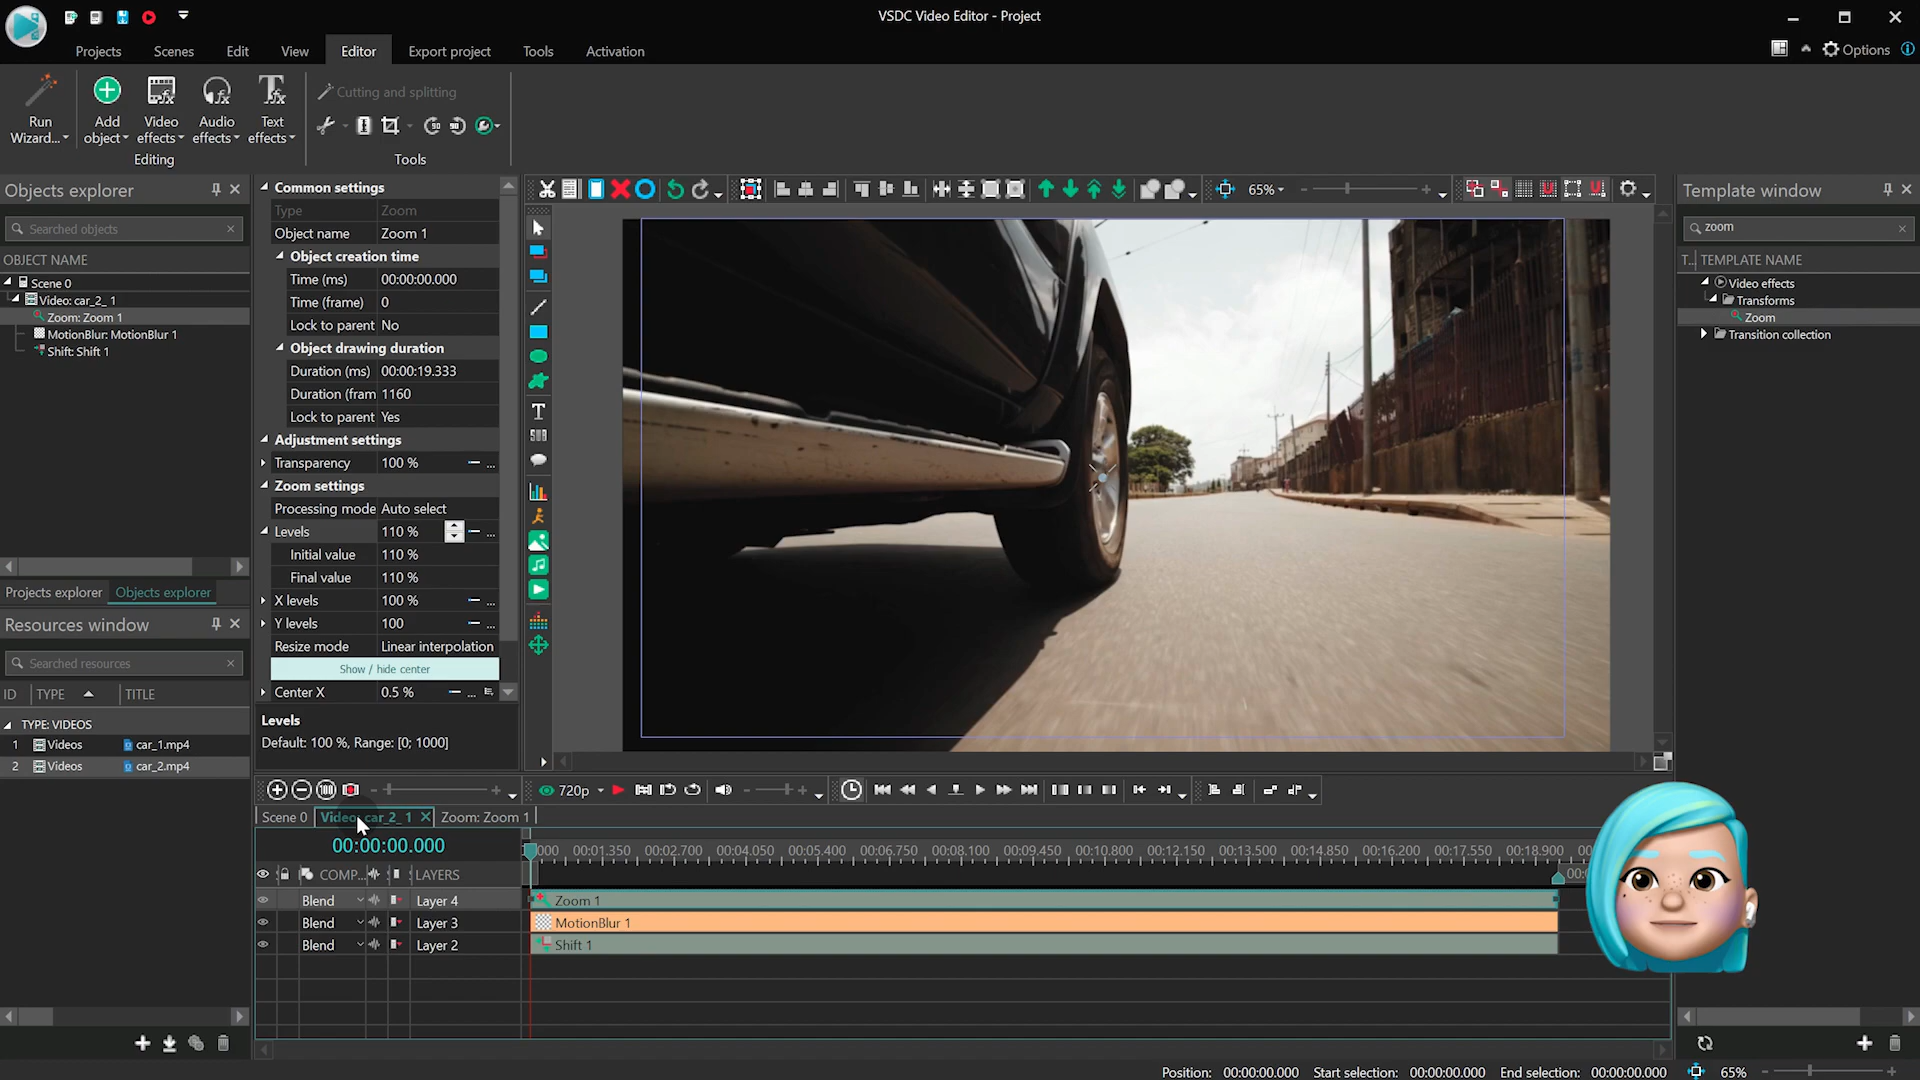 VSDC Video Editor - Project
Projects
Scenes
Edit
View
Editor
Export project
Tools
Activation
Options
Run
Wizard...
Add
object
Video
effects
Audio
effects
Text
effects
Editing
Cutting and splitting
Tools
Objects explorer
Searched objects
OBJECT NAME
Scene 0
Video: car_2_ 1
Zoom: Zoom 1
MotionBlur: MotionBlur 1
Shift: Shift 1
Projects explorer
Objects explorer
Resources window
Searched resources
ID TYPE TITLE
TYPE: VIDEOS
1 Videos car_1.mp4
2 Videos car_2.mp4
Common settings
Type Zoom
Object name Zoom 1
Object creation time
Time (ms) 00:00:00.000
Time (frame) 0
Lock to parent No
Object drawing duration
Duration (ms) 00:00:19.333
Duration (fram 1160
Lock to parent Yes
Adjustment settings
Transparency 100 % ...
Zoom settings
Processing mode Auto select
Levels 110 % ...
Initial value 110 %
Final value 110 %
X levels 100 % ...
Y levels 100 ...
Resize mode Linear interpolation
Show / hide center
Center X 0.5 % ...
Levels
Default: 100 %, Range: [0; 1000]
65%
Template window
zoom
T... TEMPLATE NAME
Video effects
Transforms
Zoom
Transition collection
720p
Scene 0
Video: car_2_ 1
Zoom: Zoom 1
00:00:00.000
000 00:01.350 00:02.700 00:04.050 00:05.400 00:06.750 00:08.100 00:09.450 00:10.800 00:12.150 00:13.500 00:14.850 00:16.200 00:17.550 00:18.900
COMP... LAYERS
Blend Layer 4 Zoom 1
Blend Layer 3 MotionBlur 1
Blend Layer 2 Shift 1
Position: 00:00:00.000 Start selection: 00:00:00.000 End selection: 00:00:00.000 65%